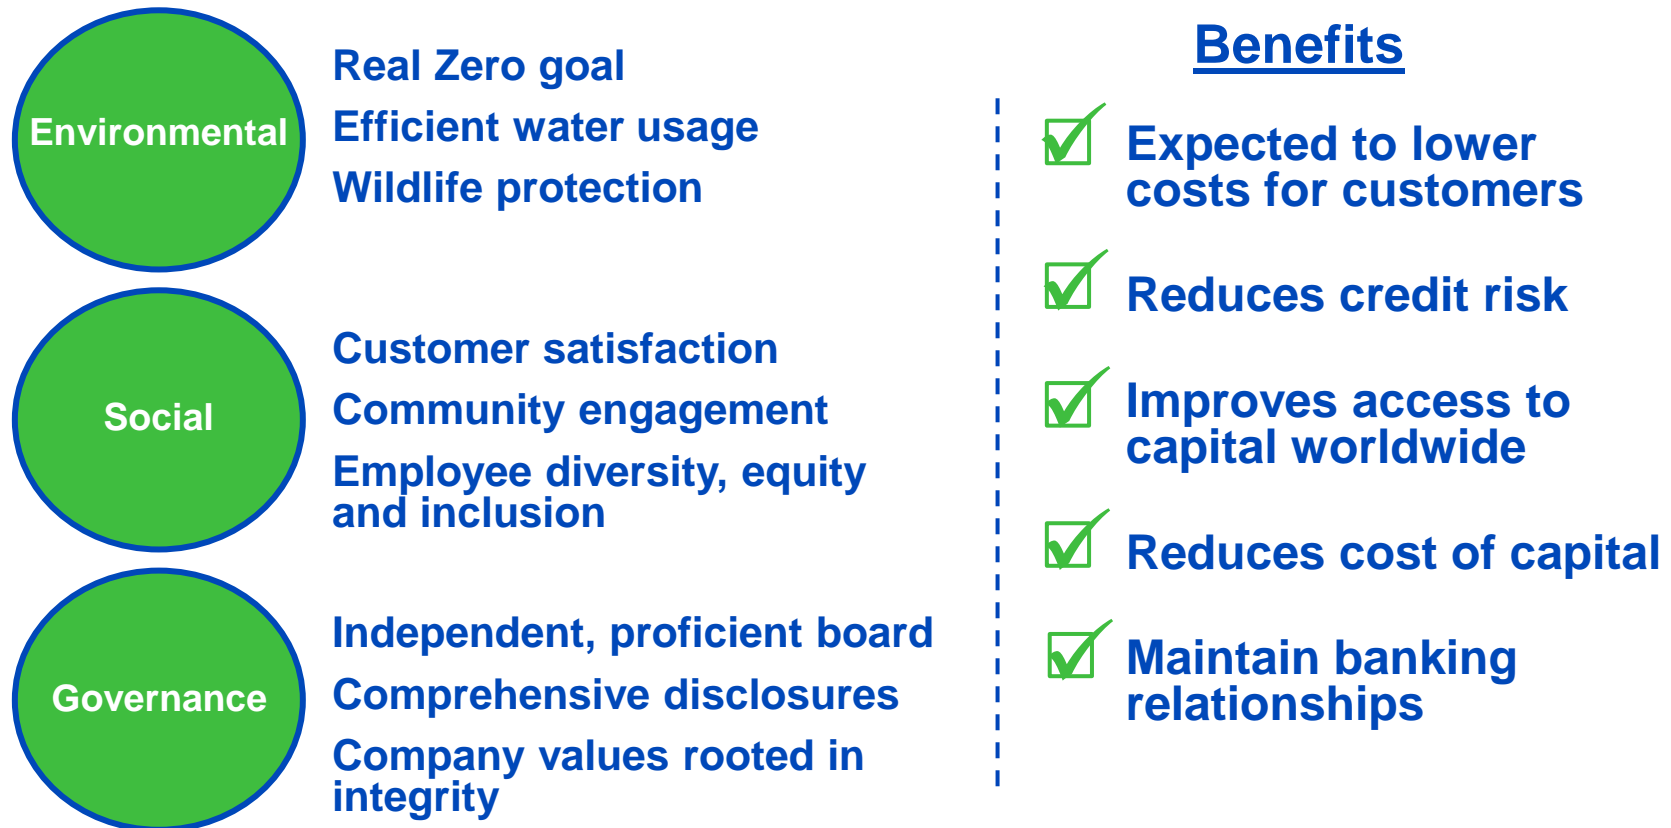 Environmental
Real Zero goal
Efficient water usage
Wildlife protection
Social
Customer satisfaction
Community engagement
Employee diversity, equity
and inclusion
Governance
Independent, proficient board
Comprehensive disclosures
Company values rooted in
integrity
Benefits
Expected to lower
costs for customers
Reduces credit risk
Improves access to
capital worldwide
Reduces cost of capital
Maintain banking
relationships